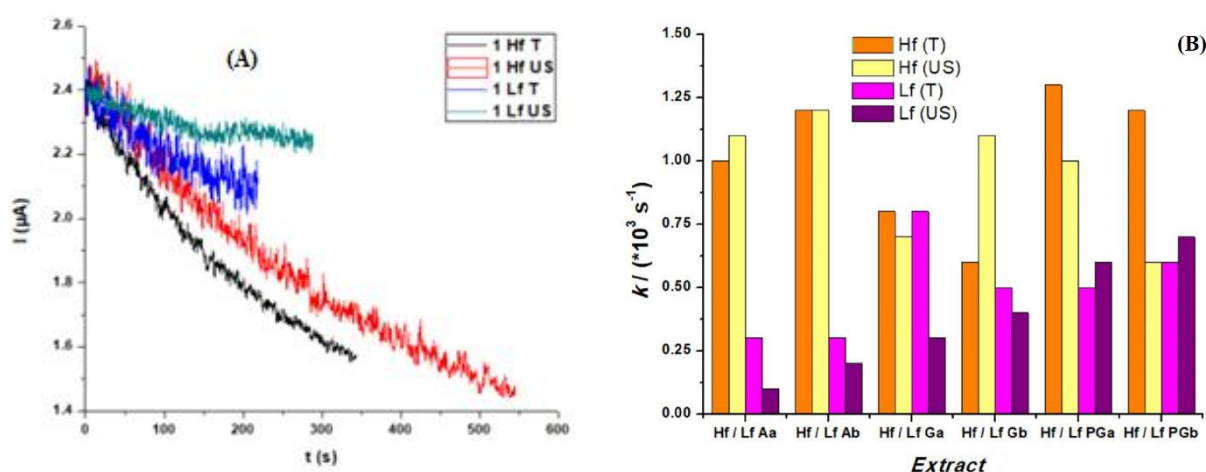 2.6
2.4
2.2
2.0
1.8
1.6
1.4
I (µA)
(A)
1 Hf T
1 Hf US
1 Lf T
1 Lf US
0 100 200 300 400 500 600
t (s)
1.50
1.25
1.00
0.75
0.50
0.25
0.00
k / (*10³ s⁻¹)
(B)
Hf (T)
Hf (US)
Lf (T)
Lf (US)
Hf / Lf Aa Hf / Lf Ab Hf / Lf Ga Hf / Lf Gb Hf / Lf PGa Hf / Lf PGb
Extract